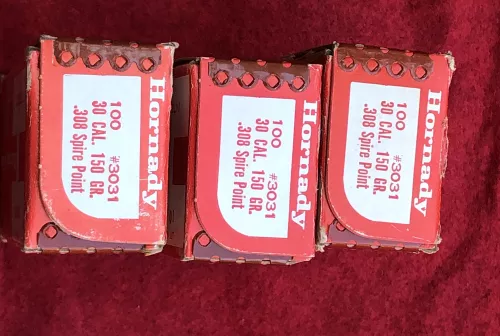 Hornady
100 #3031
30 CAL. 150 GR.
.308 Spire Point
Hornady
100 #3031
30 CAL. 150 GR.
.308 Spire Point
Hornady
100 #3031
30 CAL. 150 GR.
.308 Spire Point